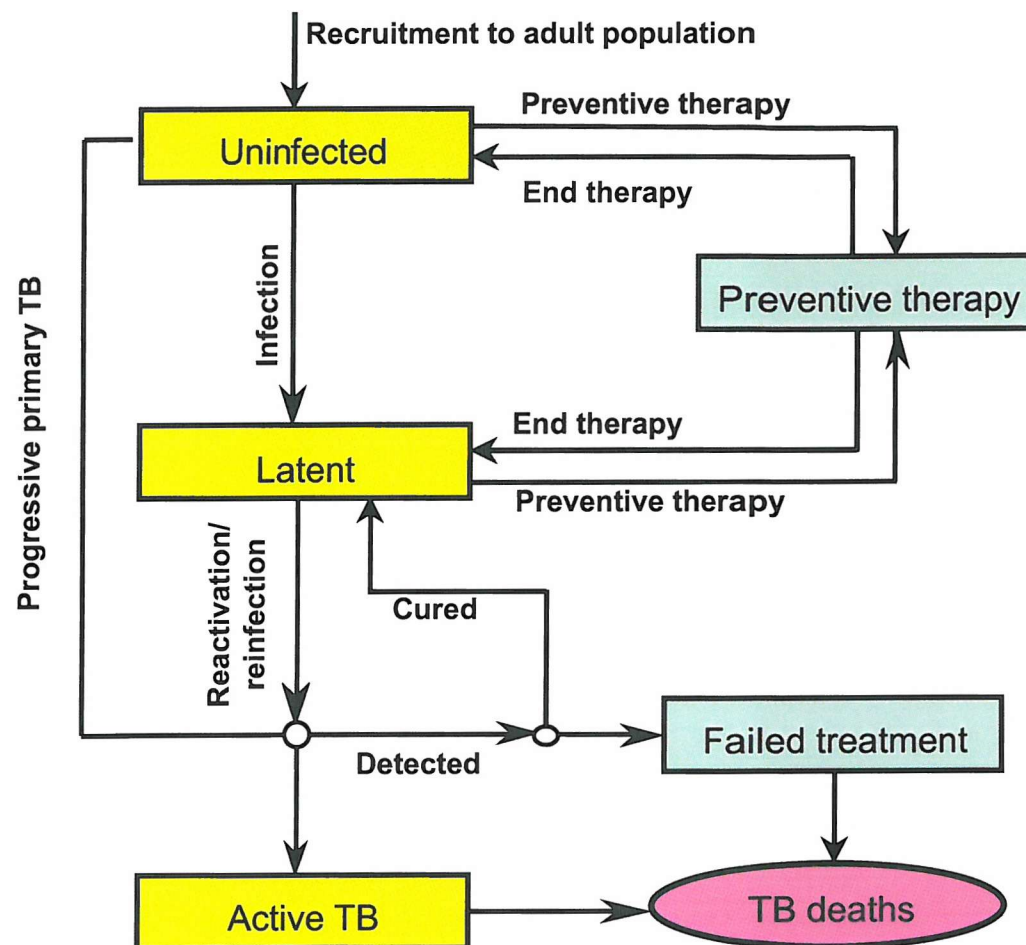 Recruitment to adult population
Preventive therapy
Uninfected
End therapy
Infection
Preventive therapy
Progressive primary TB
End therapy
Latent
Preventive therapy
Reactivation/
reinfection
Cured
Detected
Failed treatment
Active TB
TB deaths